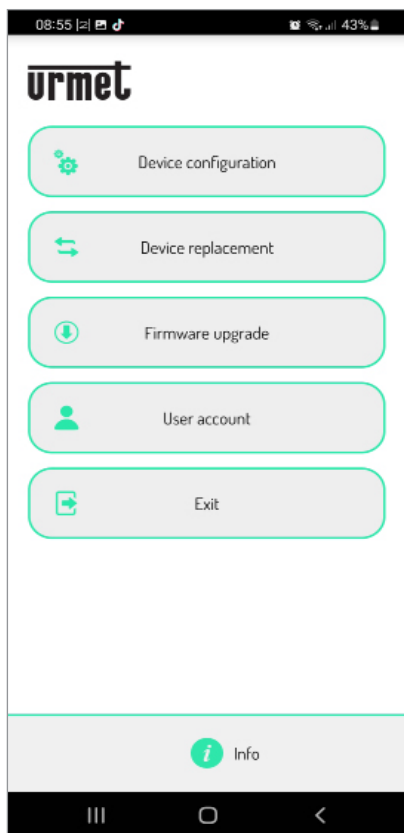 08:55
43%
urmet
Device configuration
Device replacement
Firmware upgrade
User account
Exit
i Info